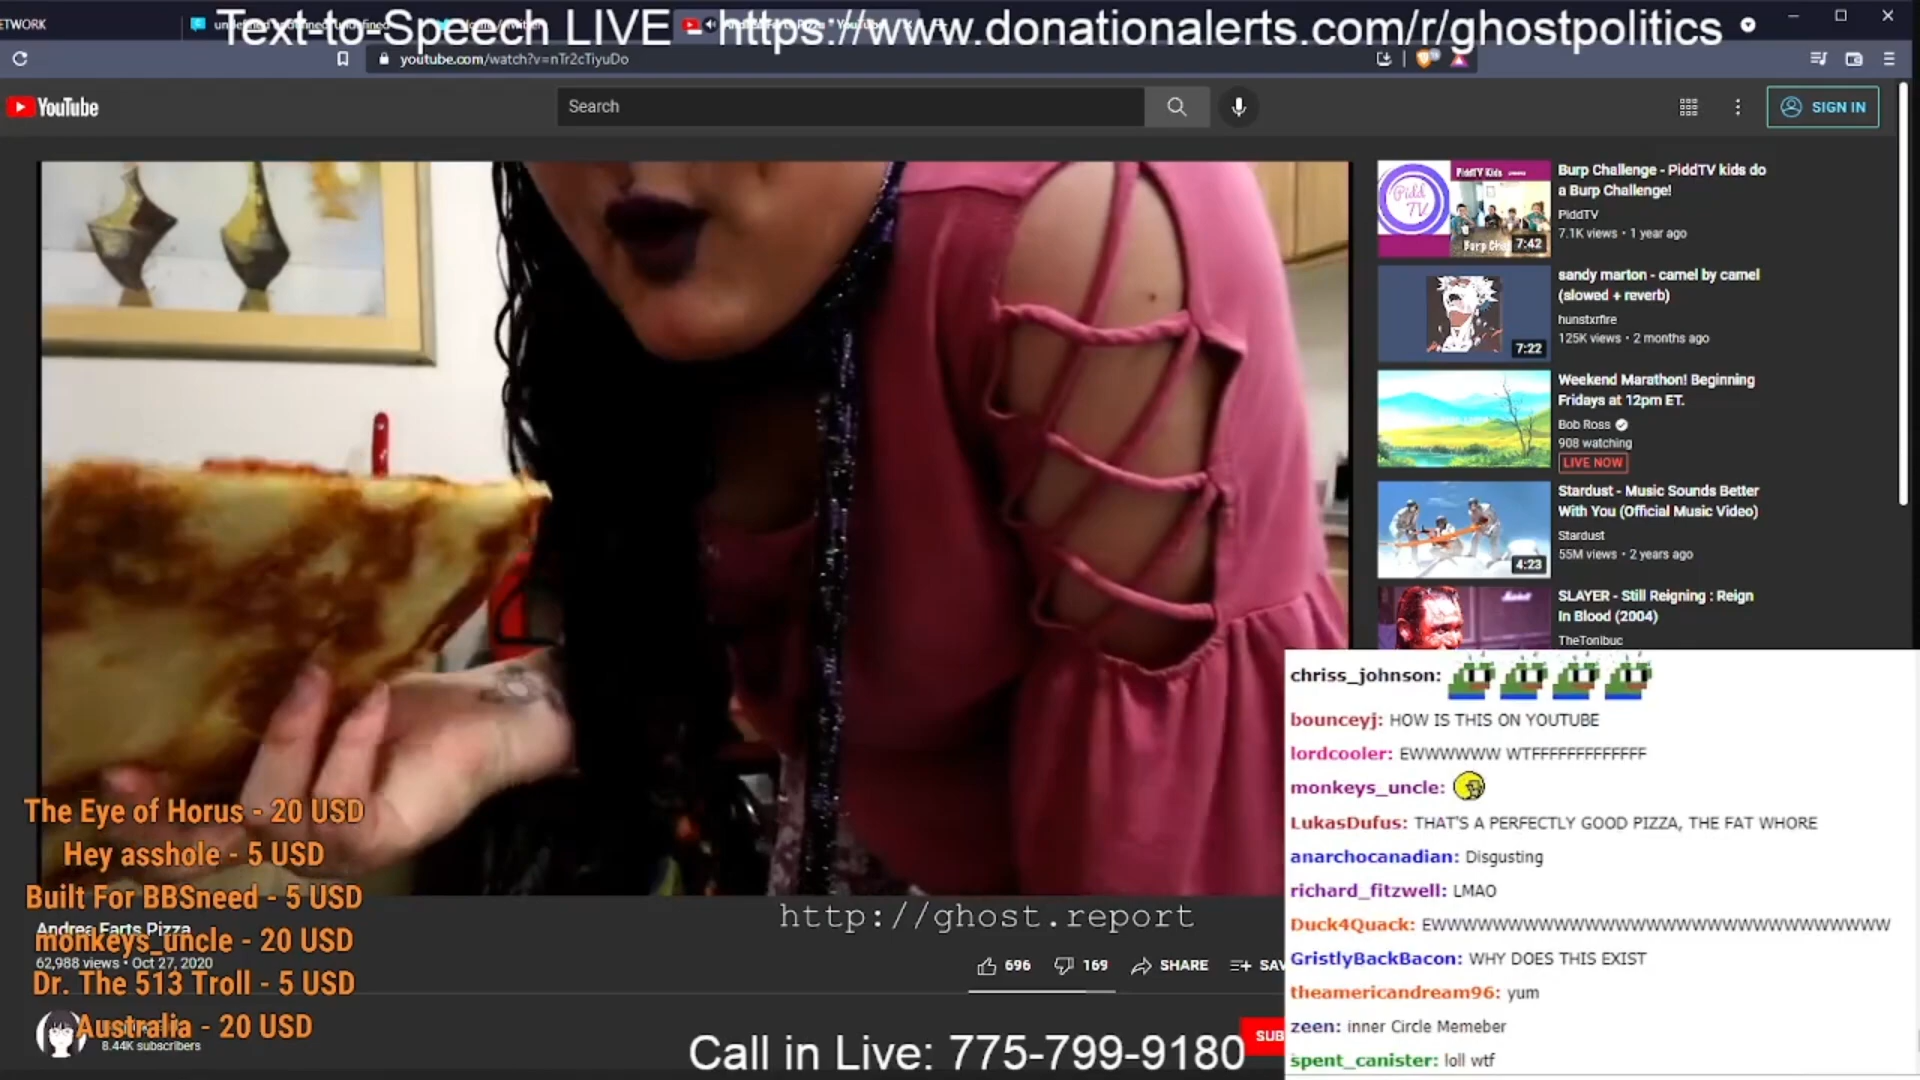 ETWORK
Text-to-Speech LIVE https://www.donationalerts.com/r/ghostpolitics
youtube.com/watch?v=nTr2cTiyuDo
YouTube
Search
SIGN IN
Pidd TV
PiddTV Kids
7:42
Burp Challenge - PiddTV kids do
a Burp Challenge!
PiddTV
7.1K views • 1 year ago
7:22
sandy marton - camel by camel
(slowed + reverb)
hunstxrfire
125K views • 2 months ago
Weekend Marathon! Beginning
Fridays at 12pm ET.
Bob Ross
908 watching
LIVE NOW
4:23
Stardust - Music Sounds Better
With You (Official Music Video)
Stardust
55M views • 2 years ago
SLAYER - Still Reigning : Reign
In Blood (2004)
TheTonibuc
chriss_johnson:
bounceyj: HOW IS THIS ON YOUTUBE
lordcooler: EWWWWWW WTFFFFFFFFFFFFF
monkeys_uncle:
LukasDufus: THAT'S A PERFECTLY GOOD PIZZA, THE FAT WHORE
anarchocanadian: Disgusting
richard_fitzwell: LMAO
Duck4Quack: EWWWWWWWWWWWWWWWWWWWWWWWWWWWWWW
GristlyBackBacon: WHY DOES THIS EXIST
theamericandream96: yum
zeen: inner Circle Memeber
spent_canister: loll wtf
The Eye of Horus - 20 USD
Hey asshole - 5 USD
Built For BBSneed - 5 USD
Andrea Farts Pizza
monkeys_uncle - 20 USD
62,988 views • Oct 27, 2020
Dr. The 513 Troll - 5 USD
Australia - 20 USD
8.44K subscribers
http://ghost.report
696
169
SHARE
SAV
SUB
Call in Live: 775-799-9180